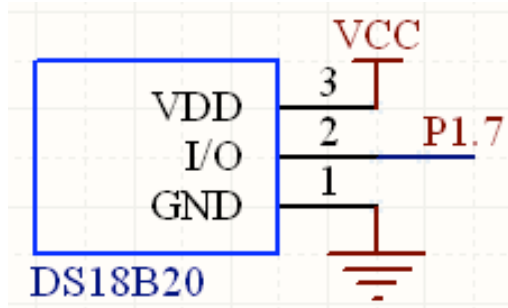 VCC
VDD 3
I/O 2 P1.7
GND 1
DS18B20